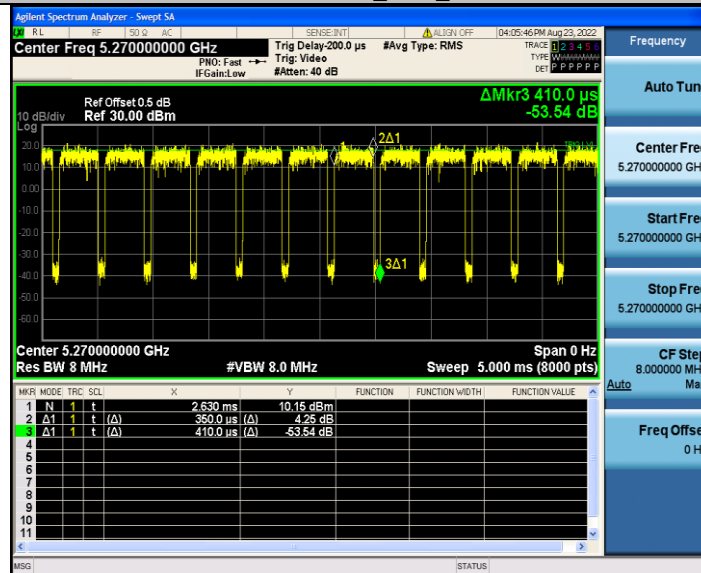 Agilent Spectrum Analyzer - Swept SA
RL RF 50 Ω AC SENSE:INT ALIGN OFF 04:05:46 PM Aug 23, 2022
Center Freq 5.270000000 GHz
PNO: Fast
IFGain:Low
Trig Delay-200.0 µs
Trig: Video
#Atten: 40 dB
#Avg Type: RMS
TRACE 1 2 3 4 5 6
TYPE
DET P P P P P P
Ref Offset 0.5 dB
Ref 30.00 dBm
ΔMkr3 410.0 µs
-53.54 dB
10 dB/div
Log
20.0
10.0
0.00
-10.0
-20.0
-30.0
-40.0
-50.0
-60.0
1
2Δ1
3Δ1
Center 5.270000000 GHz
Span 0 Hz
Res BW 8 MHz
#VBW 8.0 MHz
Sweep 5.000 ms (8000 pts)
MKR MODE TRC SCL X Y FUNCTION FUNCTION WIDTH FUNCTION VALUE
1 N 1 t 2.630 ms 10.15 dBm
2 Δ1 1 t (Δ) 350.0 µs (Δ) 4.25 dB
3 Δ1 1 t (Δ) 410.0 µs (Δ) -53.54 dB
4
5
6
7
8
9
10
11
MSG STATUS
Frequency
Auto Tun
Center Fre
5.270000000 GH
Start Fre
5.270000000 GH
Stop Fre
5.270000000 GH
CF Step
8.000000 MH
Auto Ma
Freq Offse
0 H